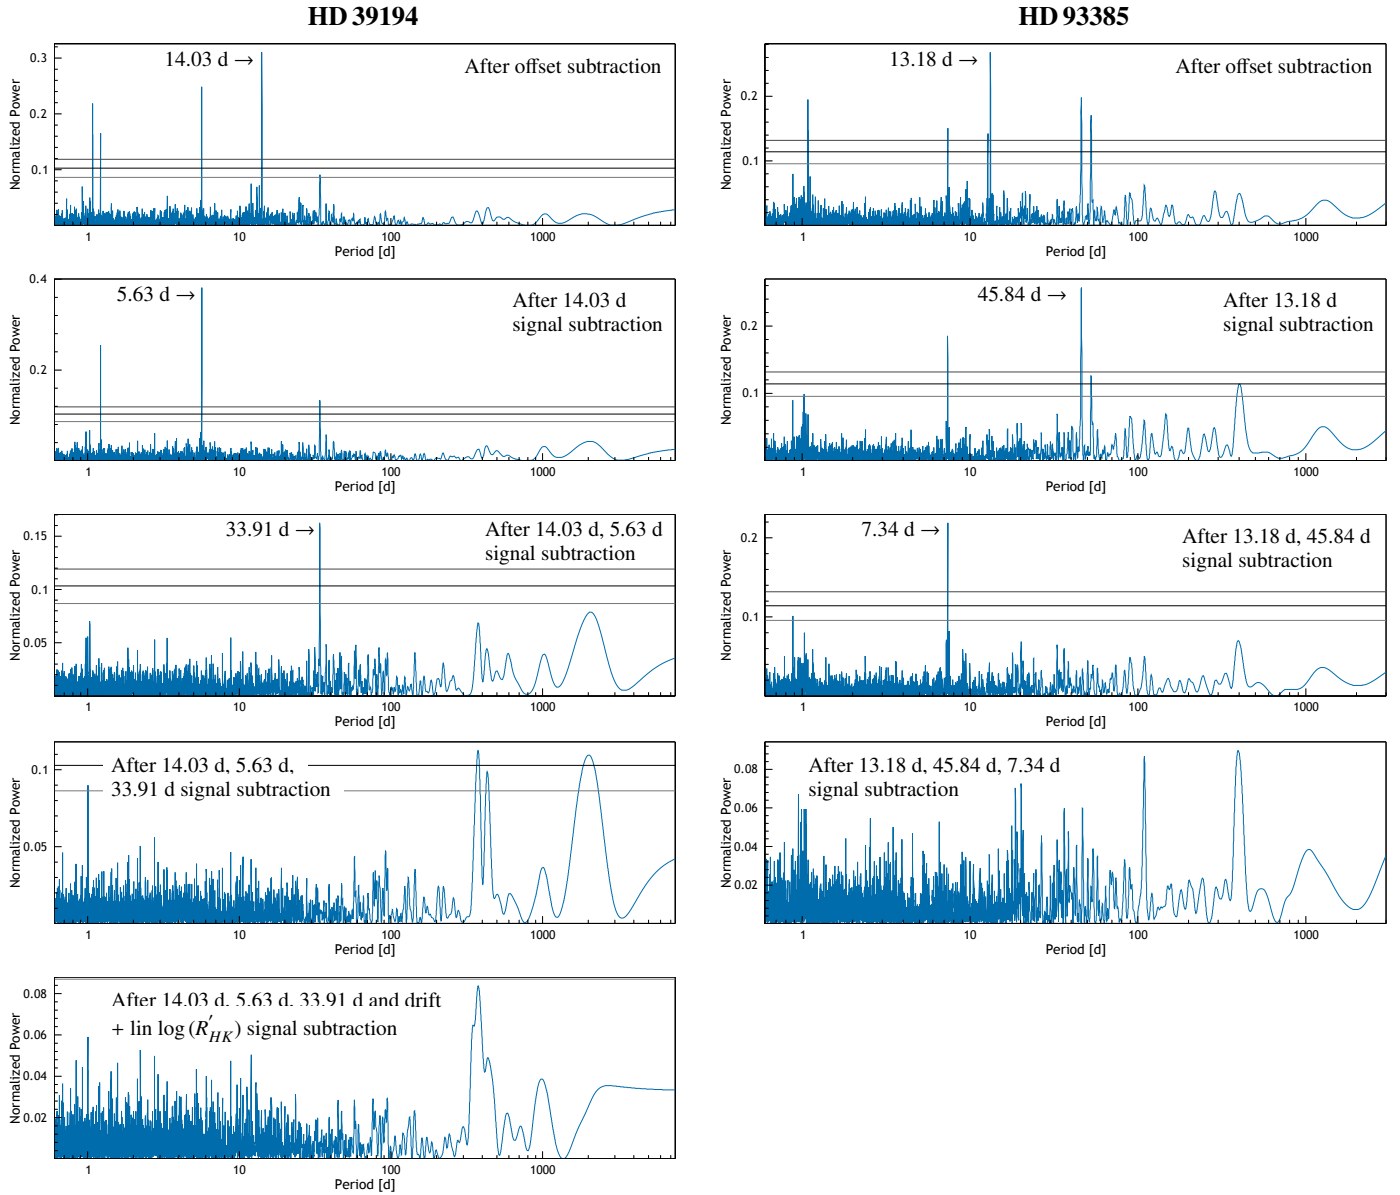 HD 39194
HD 93385
0.3
0.2
0.1
Normalized Power
14.03 d →
After offset subtraction
1
10
100
1000
Period [d]
0.2
0.1
Normalized Power
13.18 d →
After offset subtraction
1
10
100
1000
Period [d]
0.4
0.2
Normalized Power
5.63 d →
After 14.03 d
signal subtraction
1
10
100
1000
Period [d]
0.2
0.1
Normalized Power
45.84 d →
After 13.18 d
signal subtraction
1
10
100
1000
Period [d]
0.15
0.1
0.05
Normalized Power
33.91 d →
After 14.03 d, 5.63 d
signal subtraction
1
10
100
1000
Period [d]
0.2
0.1
Normalized Power
7.34 d →
After 13.18 d, 45.84 d
signal subtraction
1
10
100
1000
Period [d]
0.1
0.05
Normalized Power
After 14.03 d, 5.63 d,
33.91 d signal subtraction
1
10
100
1000
Period [d]
0.08
0.06
0.04
0.02
Normalized Power
After 13.18 d, 45.84 d, 7.34 d
signal subtraction
1
10
100
1000
Period [d]
0.08
0.06
0.04
0.02
Normalized Power
After 14.03 d, 5.63 d, 33.91 d and drift
+ lin log (R'HK) signal subtraction
1
10
100
1000
Period [d]